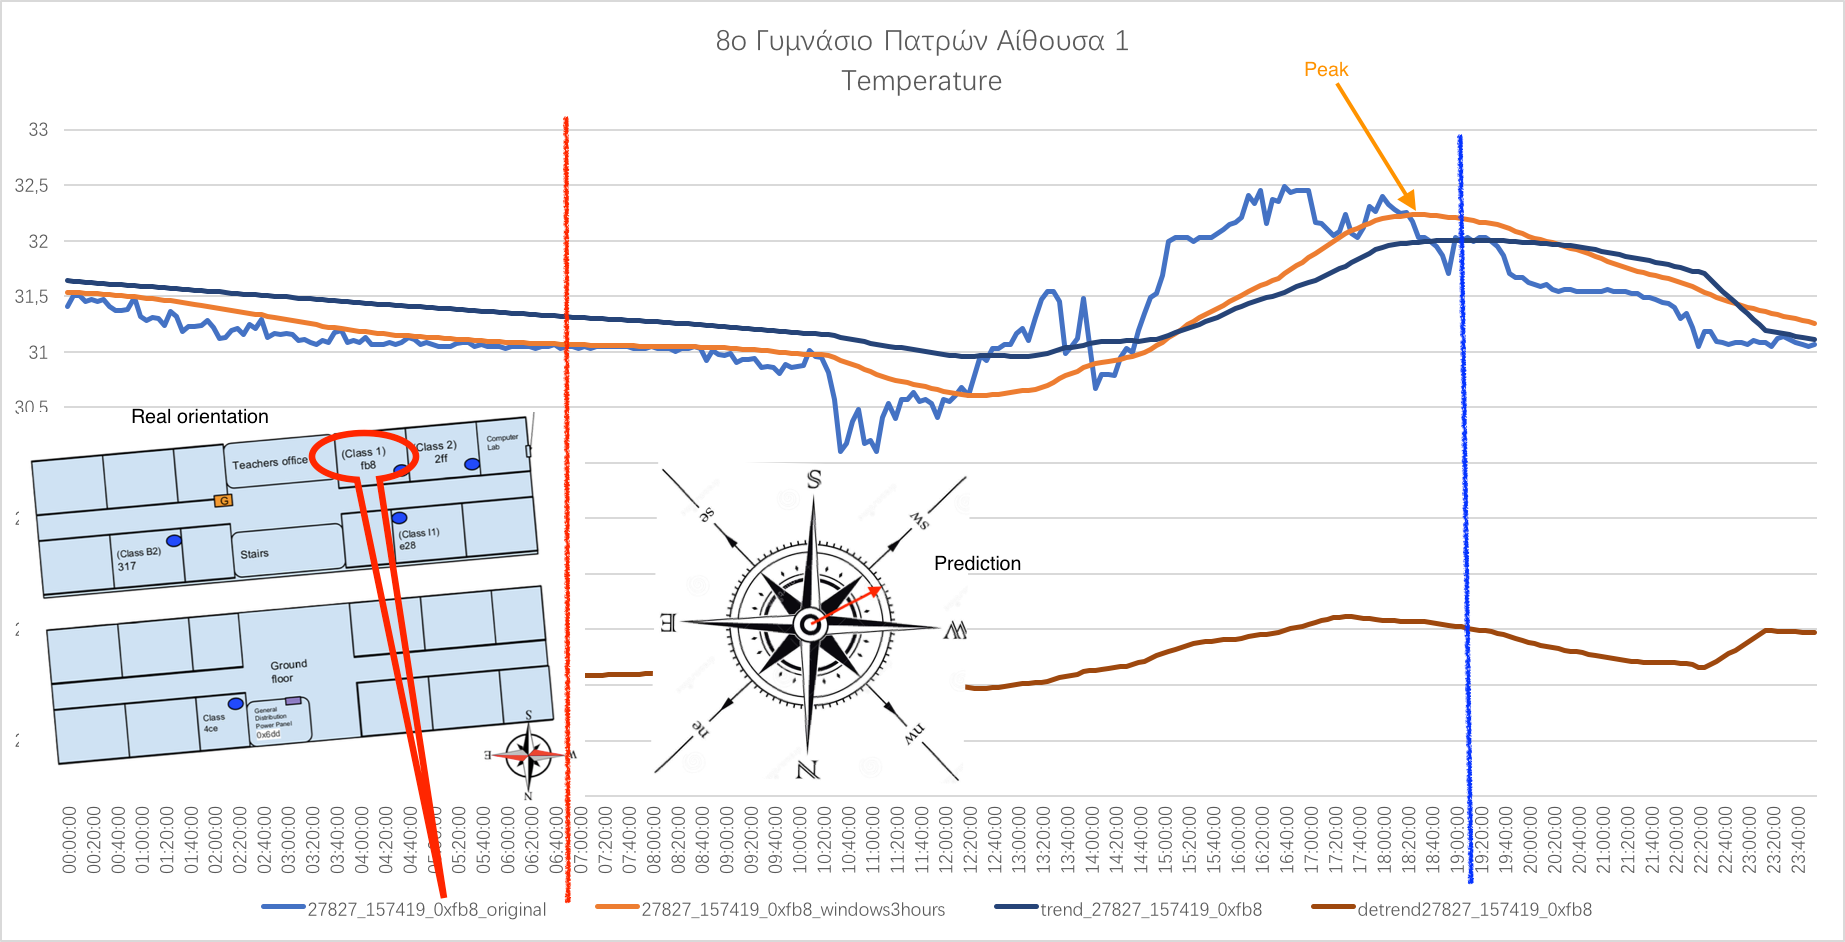 8ο Γυμνάσιο Πατρών Αίθουσα 1
Temperature
Peak
33
32,5
32
31,5
31
30,5
Real orientation
Teachers office
(Class 1)
fb8
(Class 2)
2ff
Computer
Lab
G
(Class B2)
317
Stairs
(Class I1)
e28
Ground
floor
Class
4ce
General
Distribution
Power Panel
0x6dd
S
E
W
N
S
se
sw
E
W
ne
nw
N
Prediction
00:00:00
00:20:00
00:40:00
01:00:00
01:20:00
01:40:00
02:00:00
02:20:00
02:40:00
03:00:00
03:20:00
03:40:00
04:00:00
04:20:00
04:40:00
05:00:00
05:20:00
05:40:00
06:00:00
06:20:00
06:40:00
07:00:00
07:20:00
07:40:00
08:00:00
08:20:00
08:40:00
09:00:00
09:20:00
09:40:00
10:00:00
10:20:00
10:40:00
11:00:00
11:20:00
11:40:00
12:00:00
12:20:00
12:40:00
13:00:00
13:20:00
13:40:00
14:00:00
14:20:00
14:40:00
15:00:00
15:20:00
15:40:00
16:00:00
16:20:00
16:40:00
17:00:00
17:20:00
17:40:00
18:00:00
18:20:00
18:40:00
19:00:00
19:20:00
19:40:00
20:00:00
20:20:00
20:40:00
21:00:00
21:20:00
21:40:00
22:00:00
22:20:00
22:40:00
23:00:00
23:20:00
23:40:00
27827_157419_0xfb8_original
27827_157419_0xfb8_windows3hours
trend_27827_157419_0xfb8
detrend27827_157419_0xfb8